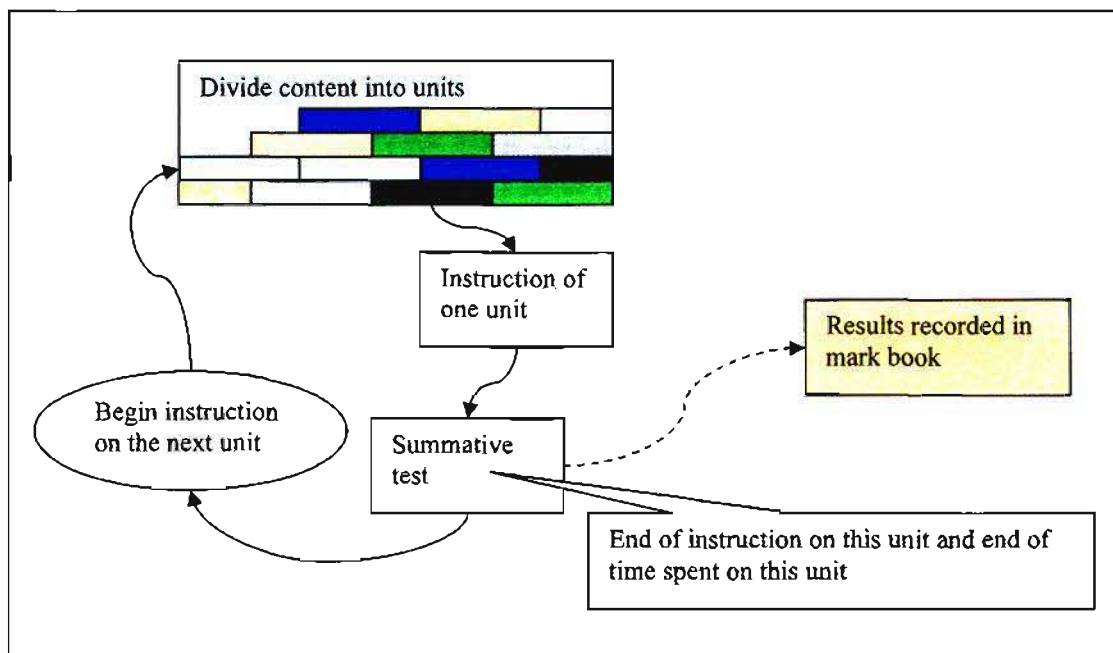 Divide content into units
Instruction of
one unit
Results recorded in
mark book
Begin instruction
on the next unit
Summative
test
End of instruction on this unit and end of
time spent on this unit